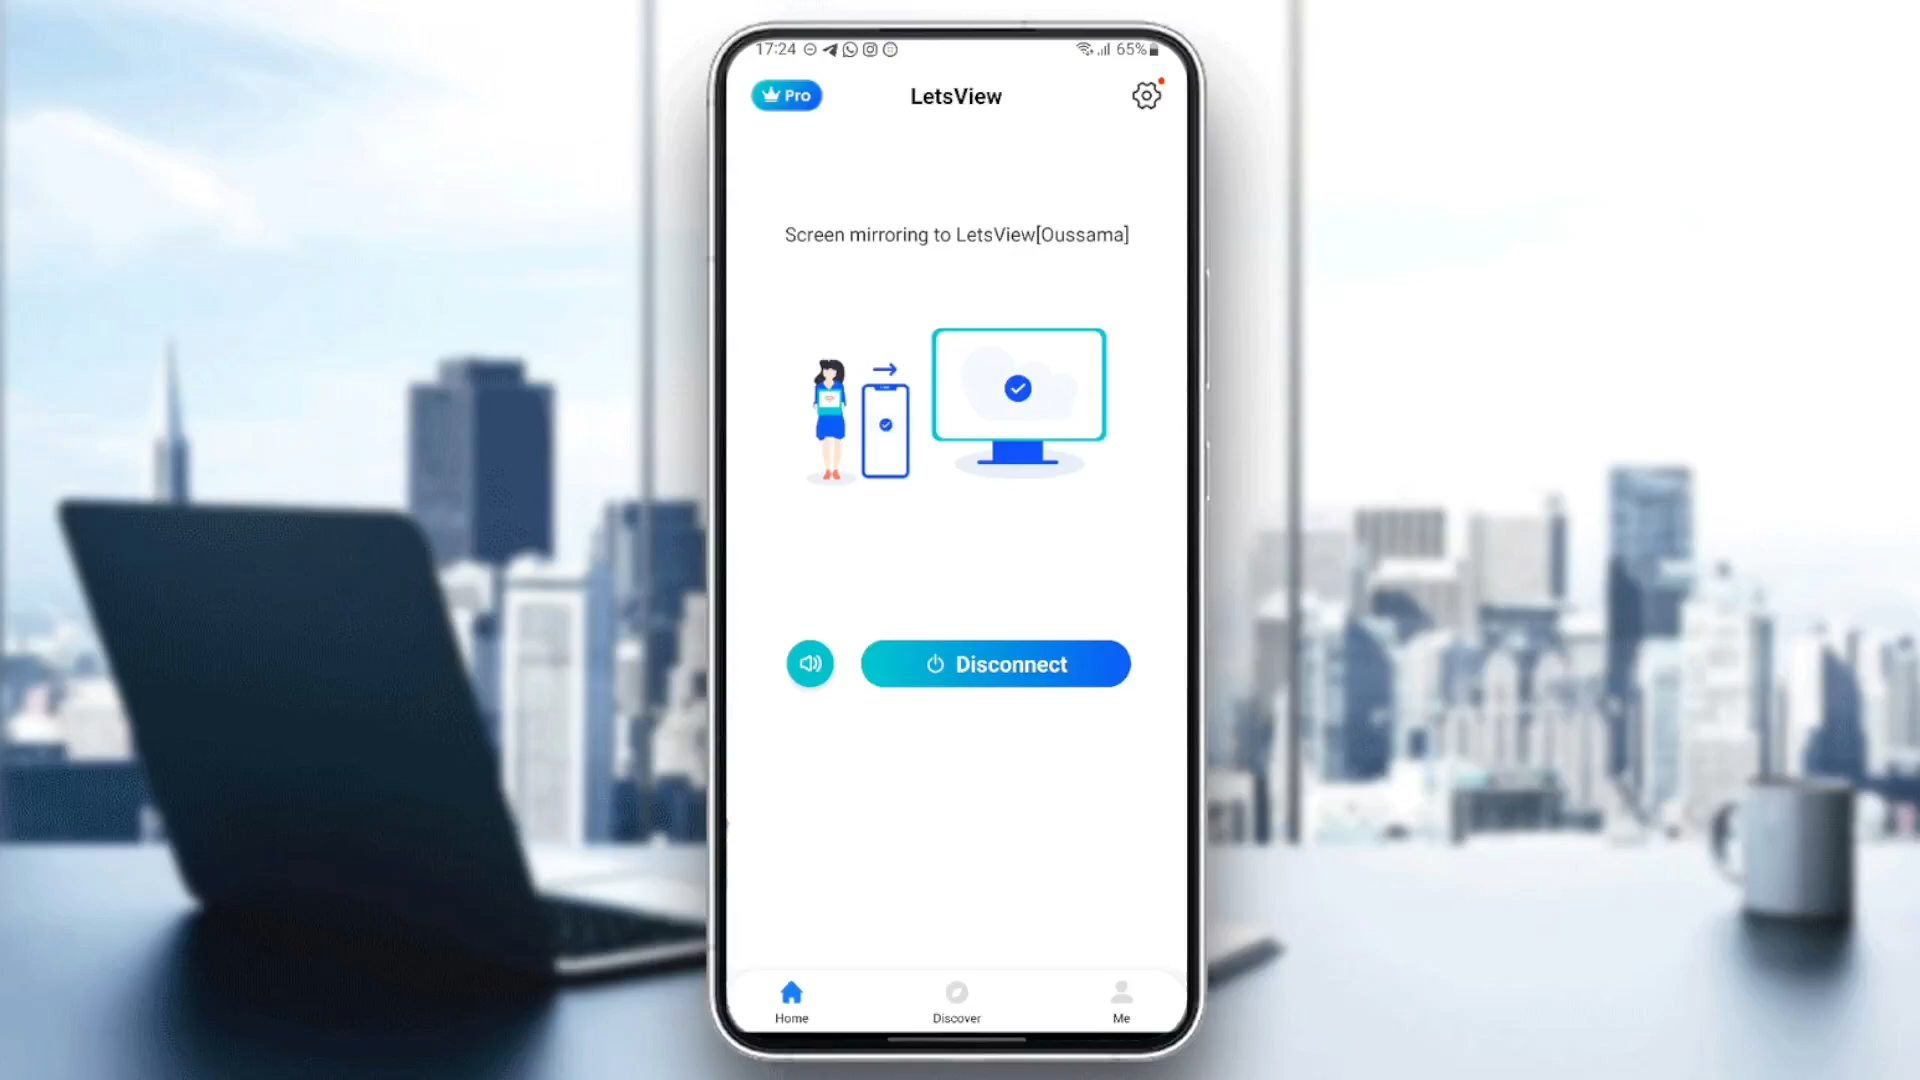 17:24 65%
Pro
LetsView
Screen mirroring to LetsView[Oussama]
Disconnect
Home Discover Me